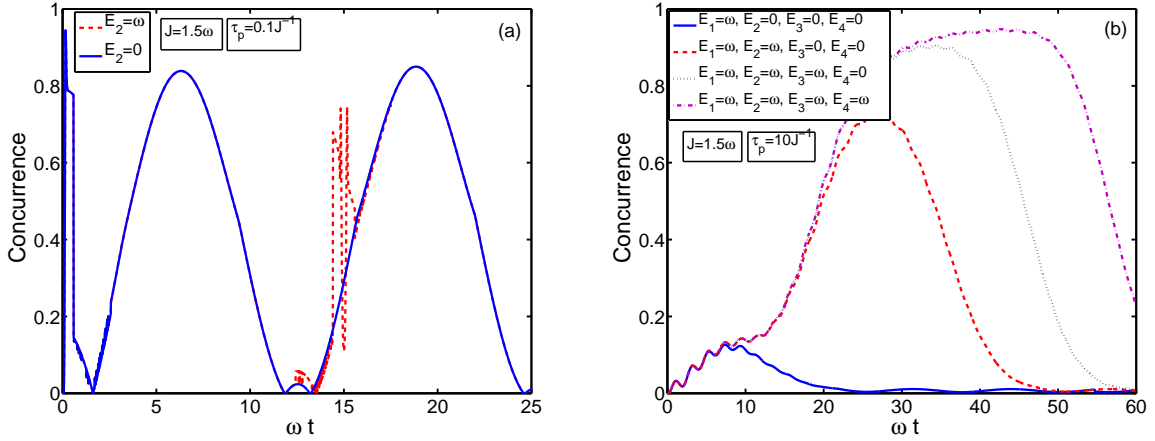 E₂=ω
E₂=0
J=1.5ω
τₚ=0.1J⁻¹
(a)
Concurrence
1
0.8
0.6
0.4
0.2
0
0 5 10 15 20 25
ω t
E₁=ω, E₂=0, E₃=0, E₄=0
E₁=ω, E₂=ω, E₃=0, E₄=0
E₁=ω, E₂=ω, E₃=ω, E₄=0
E₁=ω, E₂=ω, E₃=ω, E₄=ω
J=1.5ω
τₚ=10J⁻¹
(b)
Concurrence
1
0.8
0.6
0.4
0.2
0
0 10 20 30 40 50 60
ω t